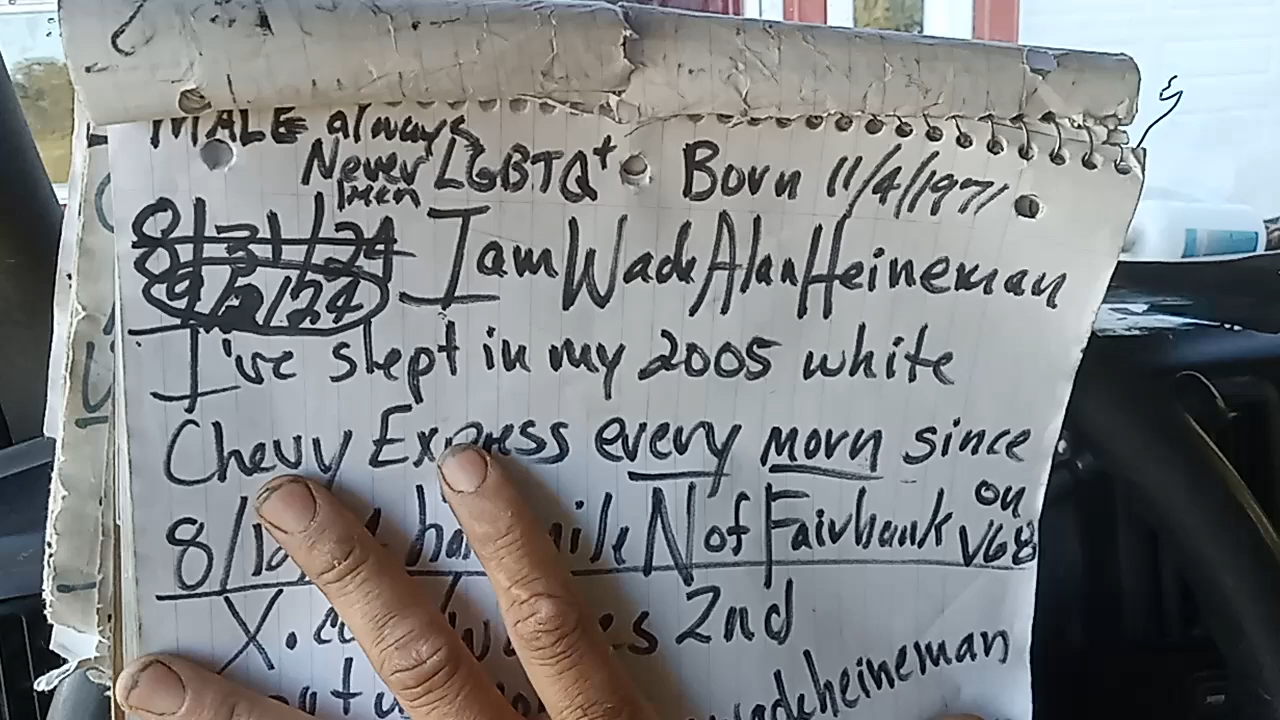 MALE always
Never been LGBTQ+ Born 11/4/1971
8/31/24
9/2/24 I am Wade Alan Heineman
I've slept in my 2005 white
Chevy Express every morn since
8/ mile N of Fairbank on V68
X. 2nd
wadeheineman